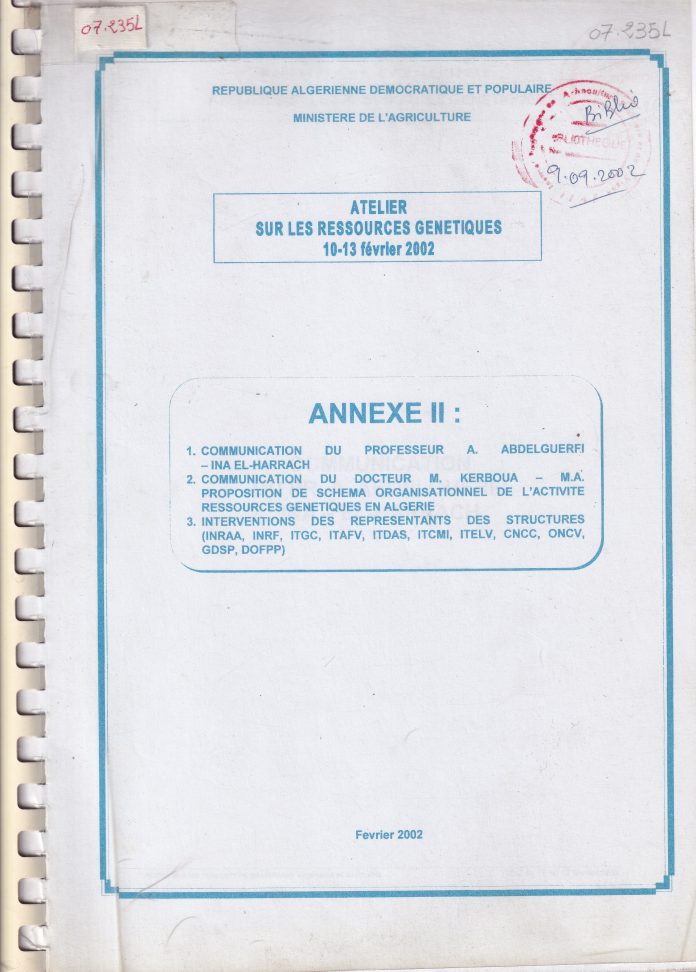 07.235L
07.235L
REPUBLIQUE ALGERIENNE DEMOCRATIQUE ET POPULAIRE
MINISTERE DE L'AGRICULTURE
BiBlio
BLIOTHEQUE
9.09.2002
ATELIER
SUR LES RESSOURCES GENETIQUES
10-13 février 2002
ANNEXE II :
1. COMMUNICATION DU PROFESSEUR A. ABDELGUERFI
– INA EL-HARRACH
2. COMMUNICATION DU DOCTEUR M. KERBOUA – M.A.
PROPOSITION DE SCHEMA ORGANISATIONNEL DE L'ACTIVITE
RESSOURCES GENETIQUES EN ALGERIE
3. INTERVENTIONS DES REPRESENTANTS DES STRUCTURES
(INRAA, INRF, ITGC, ITAFV, ITDAS, ITCMI, ITELV, CNCC, ONCV,
GDSP, DOFPP)
Fevrier 2002